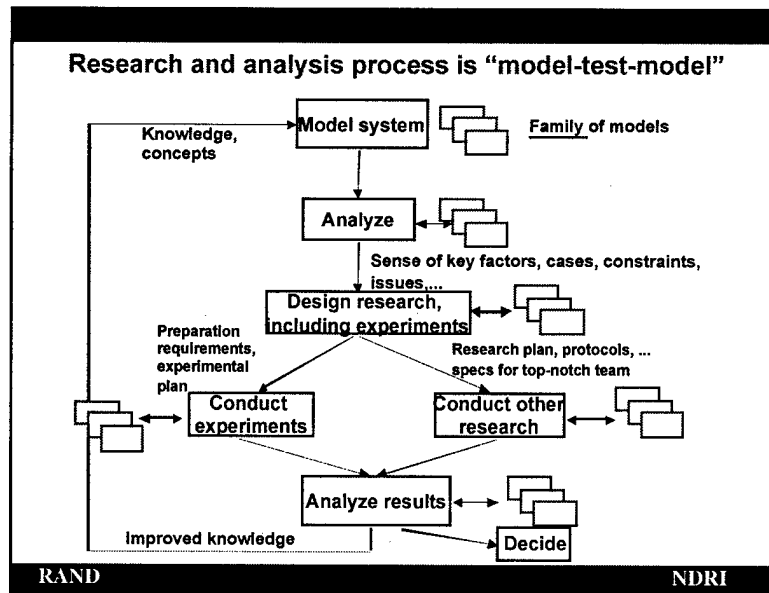 Research and analysis process is “model-test-model”
Model system
Family of models
Knowledge,
concepts
Analyze
Sense of key factors, cases, constraints,
issues,...
Design research,
including experiments
Preparation
requirements,
experimental
plan
Research plan, protocols, ...
specs for top-notch team
Conduct
experiments
Conduct other
research
Analyze results
Improved knowledge
Decide
RAND
NDRI